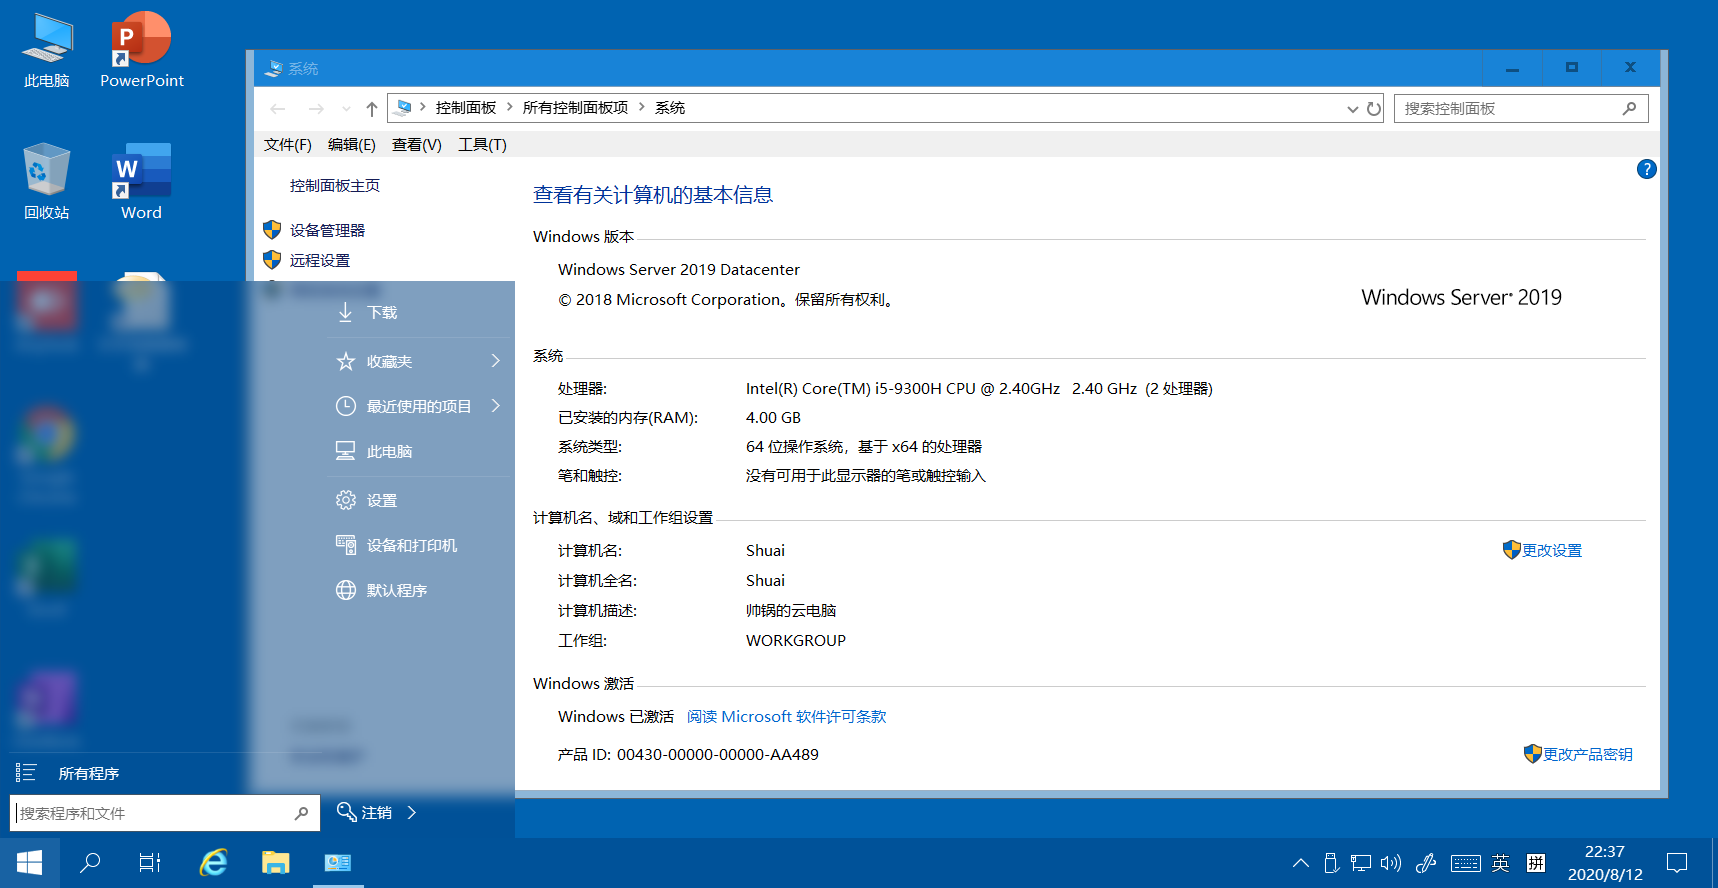 此电脑
PowerPoint
回收站
Word
系统
控制面板 所有控制面板项 系统
搜索控制面板
文件(F) 编辑(E) 查看(V) 工具(T)
控制面板主页
设备管理器
远程设置
查看有关计算机的基本信息
Windows 版本
Windows Server 2019 Datacenter
© 2018 Microsoft Corporation。保留所有权利。
Windows Server 2019
系统
处理器: Intel(R) Core(TM) i5-9300H CPU @ 2.40GHz 2.40 GHz (2 处理器)
已安装的内存(RAM): 4.00 GB
系统类型: 64 位操作系统，基于 x64 的处理器
笔和触控: 没有可用于此显示器的笔或触控输入
计算机名、域和工作组设置
计算机名: Shuai
更改设置
计算机全名: Shuai
计算机描述: 帅锅的云电脑
工作组: WORKGROUP
Windows 激活
Windows 已激活 阅读 Microsoft 软件许可条款
产品 ID: 00430-00000-00000-AA489
更改产品密钥
下载
收藏夹
最近使用的项目
此电脑
设置
设备和打印机
默认程序
所有程序
搜索程序和文件
注销
英
拼
22:37
2020/8/12